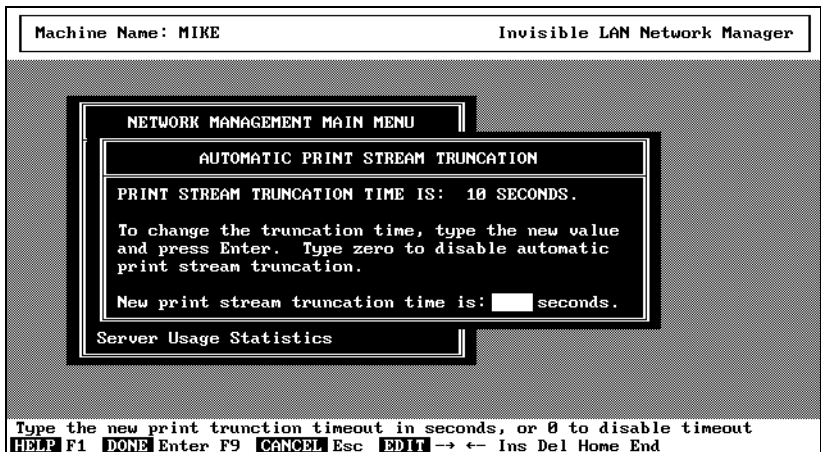 Machine Name: MIKE Invisible LAN Network Manager
NETWORK MANAGEMENT MAIN MENU
AUTOMATIC PRINT STREAM TRUNCATION
PRINT STREAM TRUNCATION TIME IS: 10 SECONDS.
To change the truncation time, type the new value
and press Enter. Type zero to disable automatic
print stream truncation.
New print stream truncation time is: seconds.
Server Usage Statistics
Type the new print trunction timeout in seconds, or 0 to disable timeout
HELP F1 DONE Enter F9 CANCEL Esc EDIT → ← Ins Del Home End